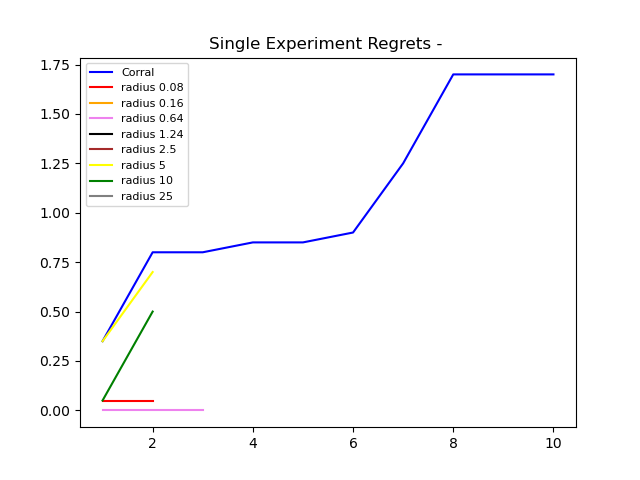 Single Experiment Regrets -
1.75
1.50
1.25
1.00
0.75
0.50
0.25
0.00
Corral
radius 0.08
radius 0.16
radius 0.64
radius 1.24
radius 2.5
radius 5
radius 10
radius 25
2 4 6 8 10